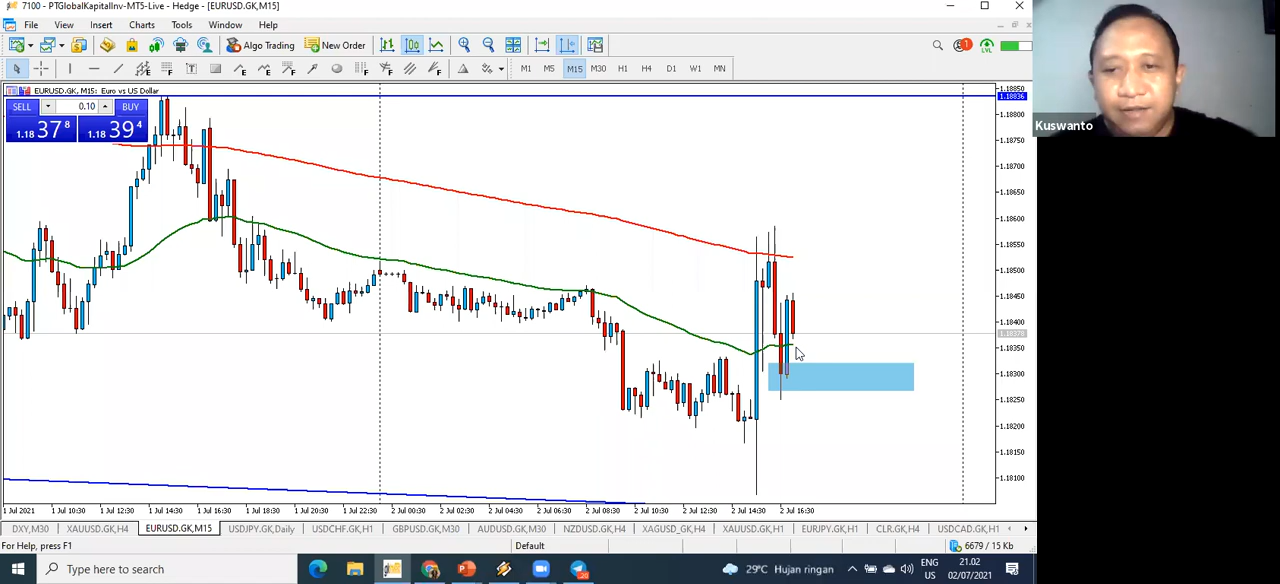 7100 - PTGlobalKapitalInv-MT5-Live - Hedge - [EURUSD.GK,M15]
File View Insert Charts Tools Window Help
Algo Trading New Order
1
LVL
M1 M5 M15 M30 H1 H4 D1 W1 MN
EURUSD.GK, M15: Euro vs US Dollar
SELL 0.10 BUY
1.18 37 8 1.18 39 4
1.18850
1.18836
1.18800
1.18750
1.18700
1.18650
1.18600
1.18550
1.18500
1.18450
1.18400
1.18378
1.18350
1.18300
1.18250
1.18200
1.18150
1.18100
1 Jul 2021 1 Jul 10:30 1 Jul 12:30 1 Jul 14:30 1 Jul 16:30 1 Jul 18:30 1 Jul 20:30 1 Jul 22:30 2 Jul 00:30 2 Jul 02:30 2 Jul 04:30 2 Jul 06:30 2 Jul 08:30 2 Jul 10:30 2 Jul 12:30 2 Jul 14:30 2 Jul 16:30
DXY,M30 XAUUSD.GK,H4 EURUSD.GK,M15 USDJPY.GK,Daily USDCHF.GK,H1 GBPUSD.GK,M30 AUDUSD.GK,M30 NZDUSD.GK,H4 XAGUSD_GK,H4 XAUUSD.GK,H1 EURJPY.GK,H1 CLR.GK,H4 USDCAD.GK,H1
For Help, press F1 Default 6679 / 15 Kb
Type here to search
29°C Hujan ringan
ENG
US
21.02
02/07/2021
Kuswanto